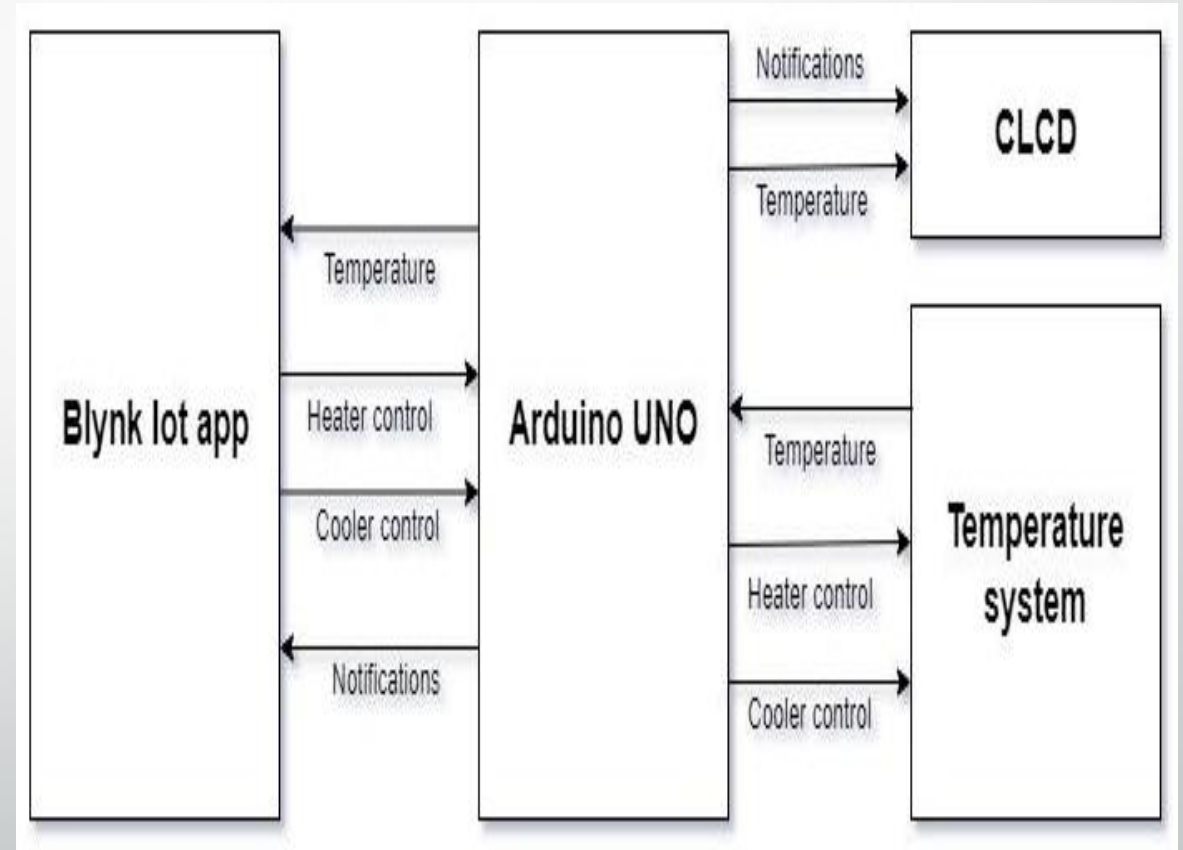 Notifications
CLCD
Temperature
Temperature
Blynk Iot app
Heater control
Cooler control
Notifications
Arduino UNO
Temperature
Heater control
Cooler control
Temperature
system